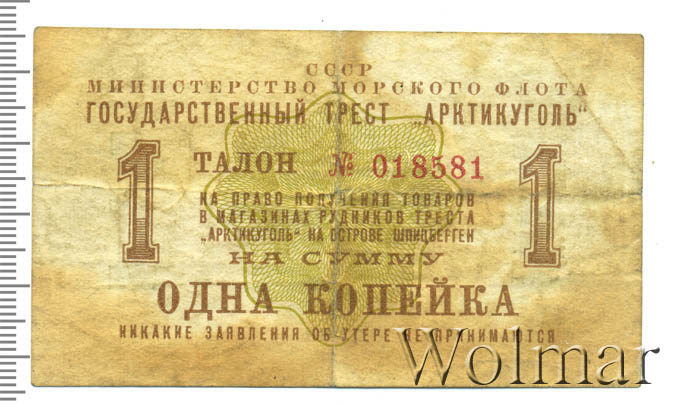 СССР
МИНИСТЕРСТВО МОРСКОГО ФЛОТА
ГОСУДАРСТВЕННЫЙ ТРЕСТ „АРКТИКУГОЛЬ“
1 ТАЛОН № 018581 1
НА ПРАВО ПОЛУЧЕНИЯ ТОВАРОВ
В МАГАЗИНАХ РУДНИКОВ ТРЕСТА
„АРКТИКУГОЛЬ“ НА ОСТРОВЕ ШПИЦБЕРГЕН
НА СУММУ
ОДНА КОПЕЙКА
НИКАКИЕ ЗАЯВЛЕНИЯ ОБ УТЕРЕ НЕ ПРИНИМАЮТСЯ
Wolmar